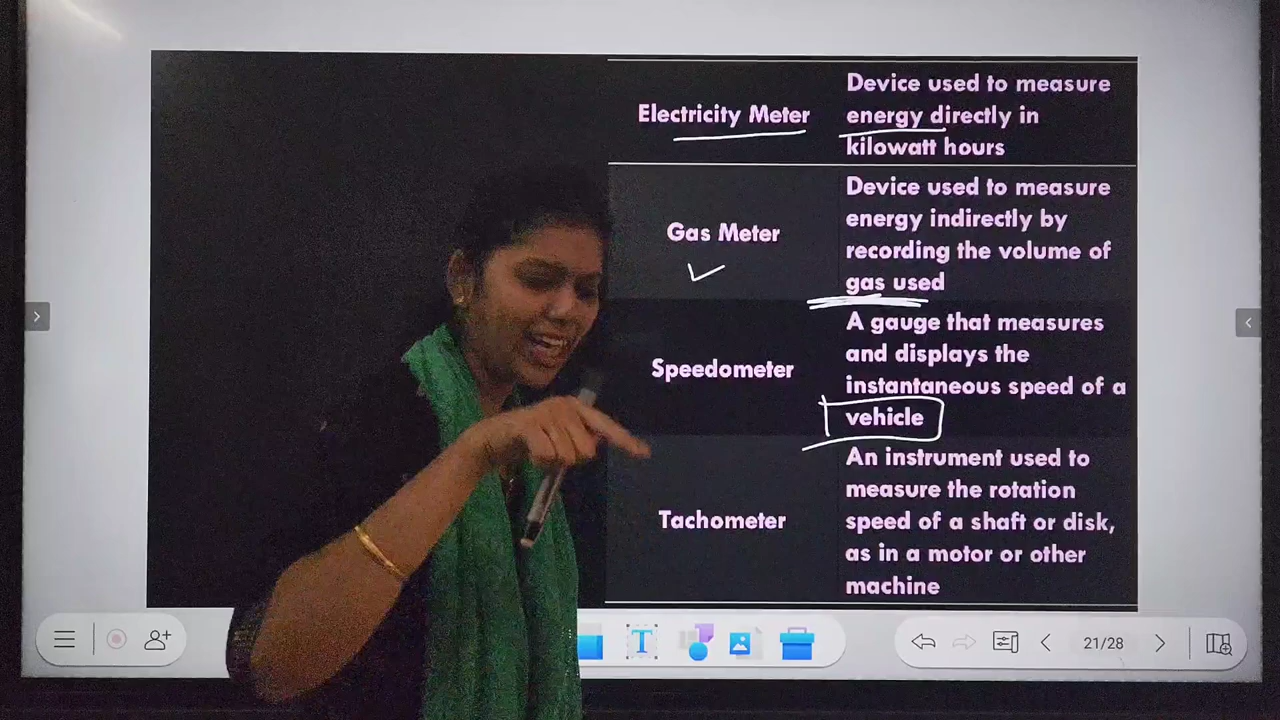 Electricity Meter
Device used to measure
energy directly in
kilowatt hours
Gas Meter
Device used to measure
energy indirectly by
recording the volume of
gas used
Speedometer
A gauge that measures
and displays the
instantaneous speed of a
vehicle
Tachometer
An instrument used to
measure the rotation
speed of a shaft or disk,
as in a motor or other
machine
T
21/28